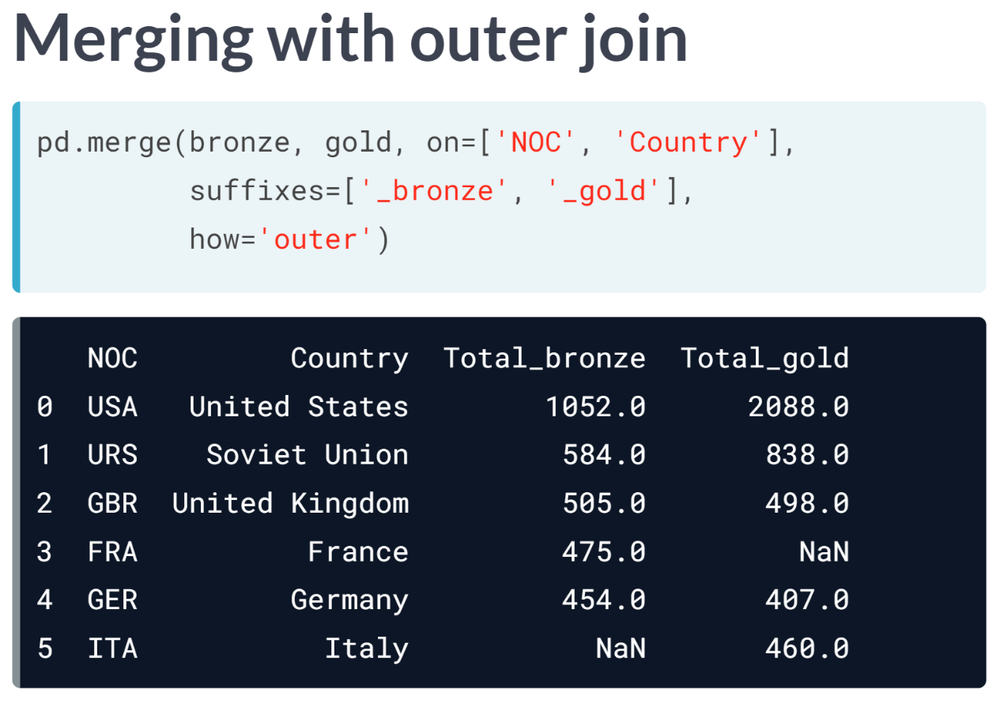 Merging with outer join
pd.merge(bronze, gold, on=['NOC', 'Country'],
         suffixes=['_bronze', '_gold'],
         how='outer')
   NOC         Country  Total_bronze  Total_gold
0  USA   United States        1052.0      2088.0
1  URS    Soviet Union         584.0       838.0
2  GBR  United Kingdom         505.0       498.0
3  FRA          France         475.0         NaN
4  GER         Germany         454.0       407.0
5  ITA           Italy           NaN       460.0